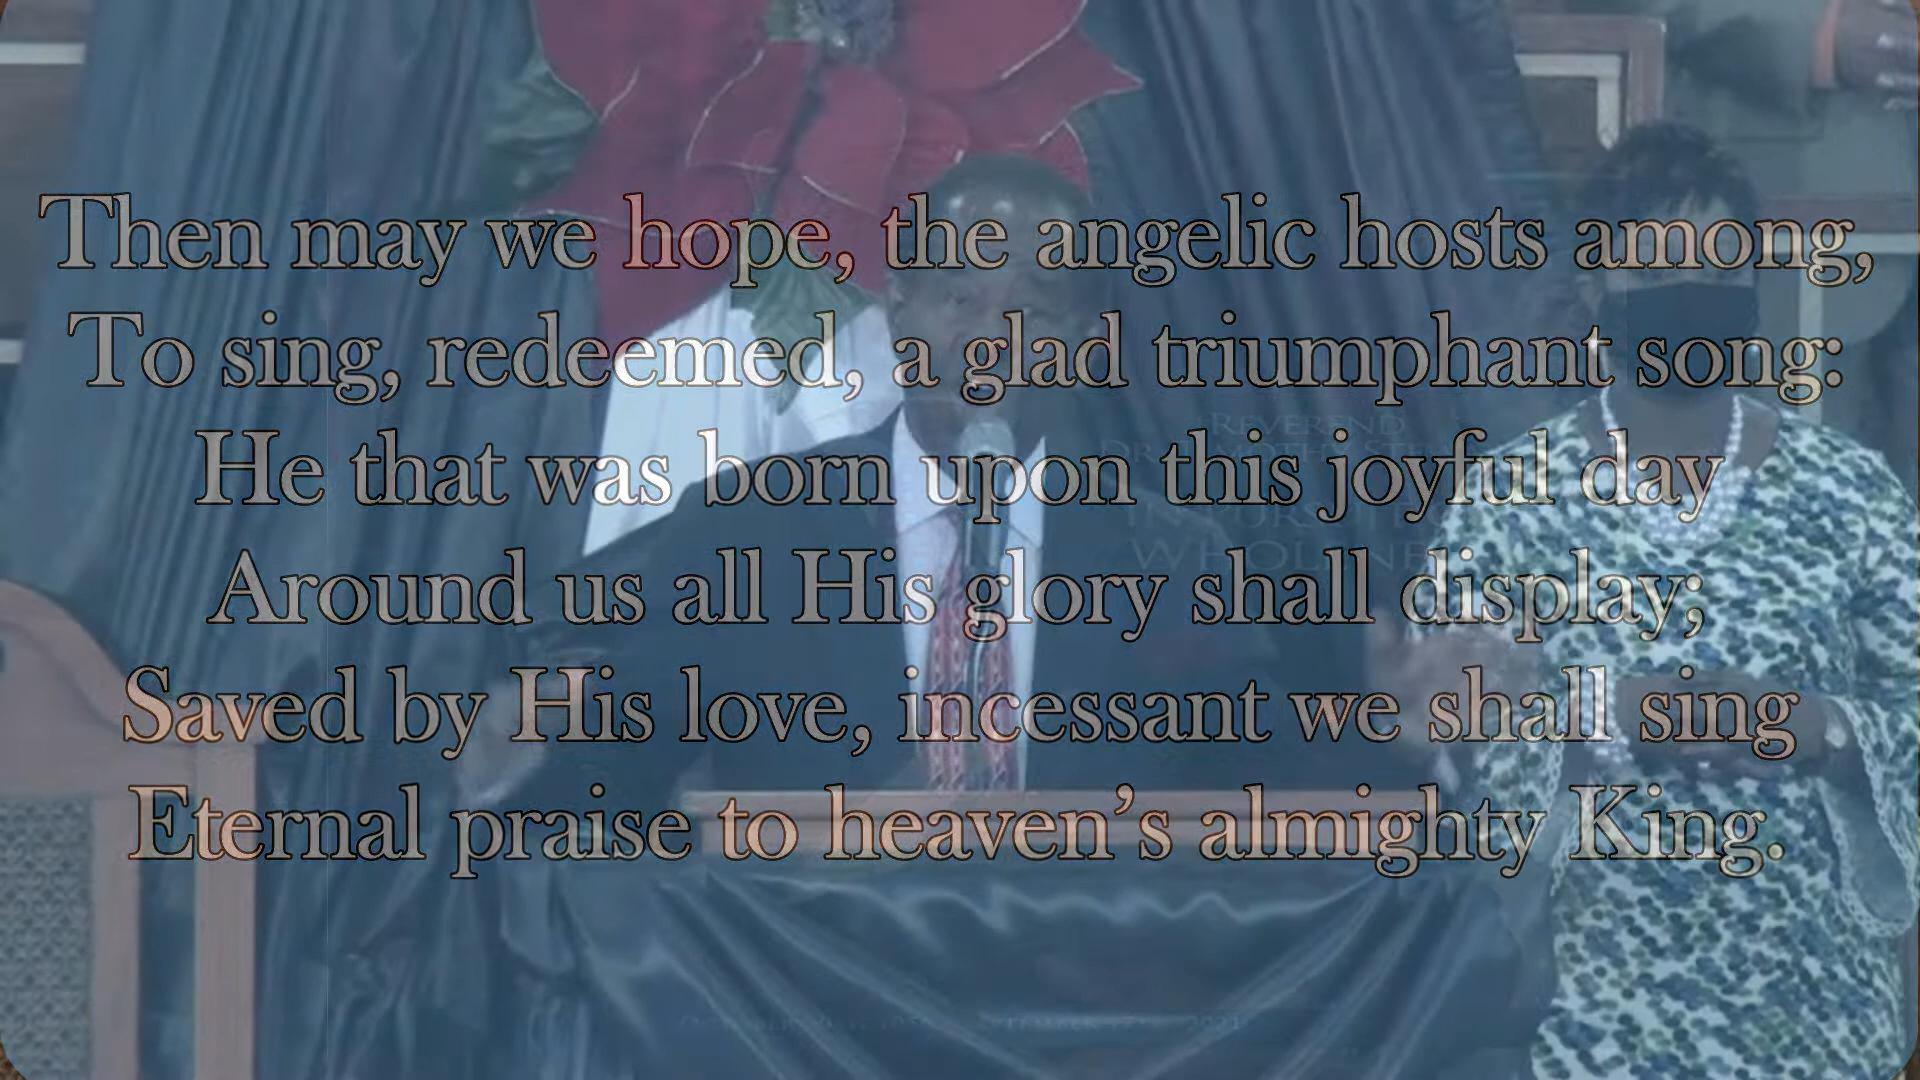 Then may we hope, the angelic hosts among,
To sing, redeemed, a glad triumphant song:
He that was born upon this joyful day
Around us all His glory shall display;
Saved by His love, incessant we shall sing
Eternal praise to heaven's almighty King.
REVEREND